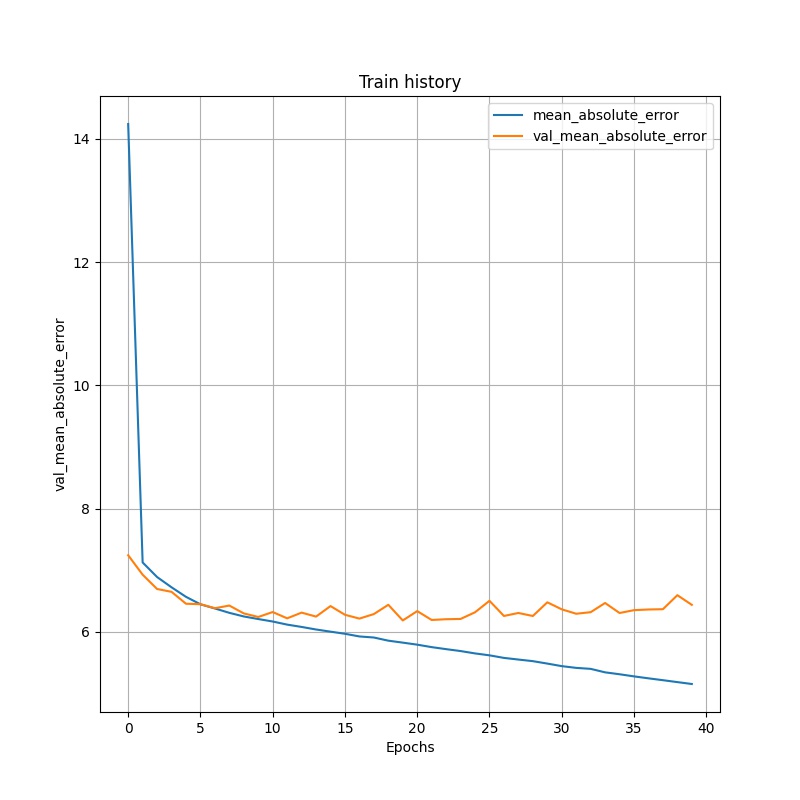 Train history
mean_absolute_error
val_mean_absolute_error
14
12
10
8
6
val_mean_absolute_error
0 5 10 15 20 25 30 35 40
Epochs